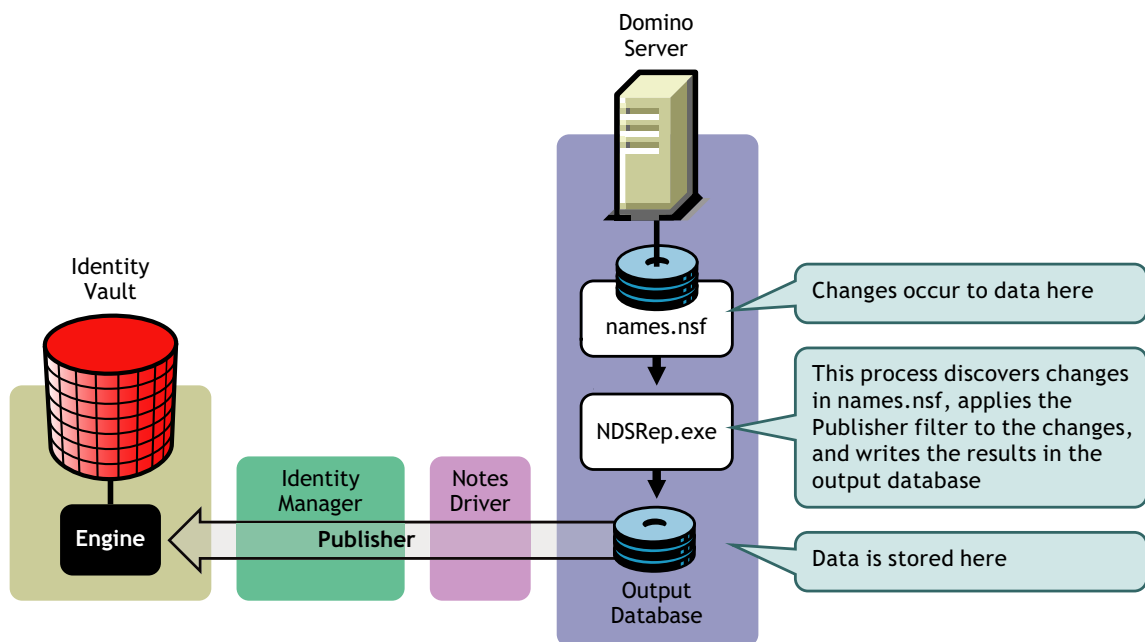 Domino
Server
Identity
Vault
names.nsf
Changes occur to data here
NDSRep.exe
This process discovers changes
in names.nsf, applies the
Publisher filter to the changes,
and writes the results in the
output database
Identity
Manager
Notes
Driver
Engine
Publisher
Data is stored here
Output
Database